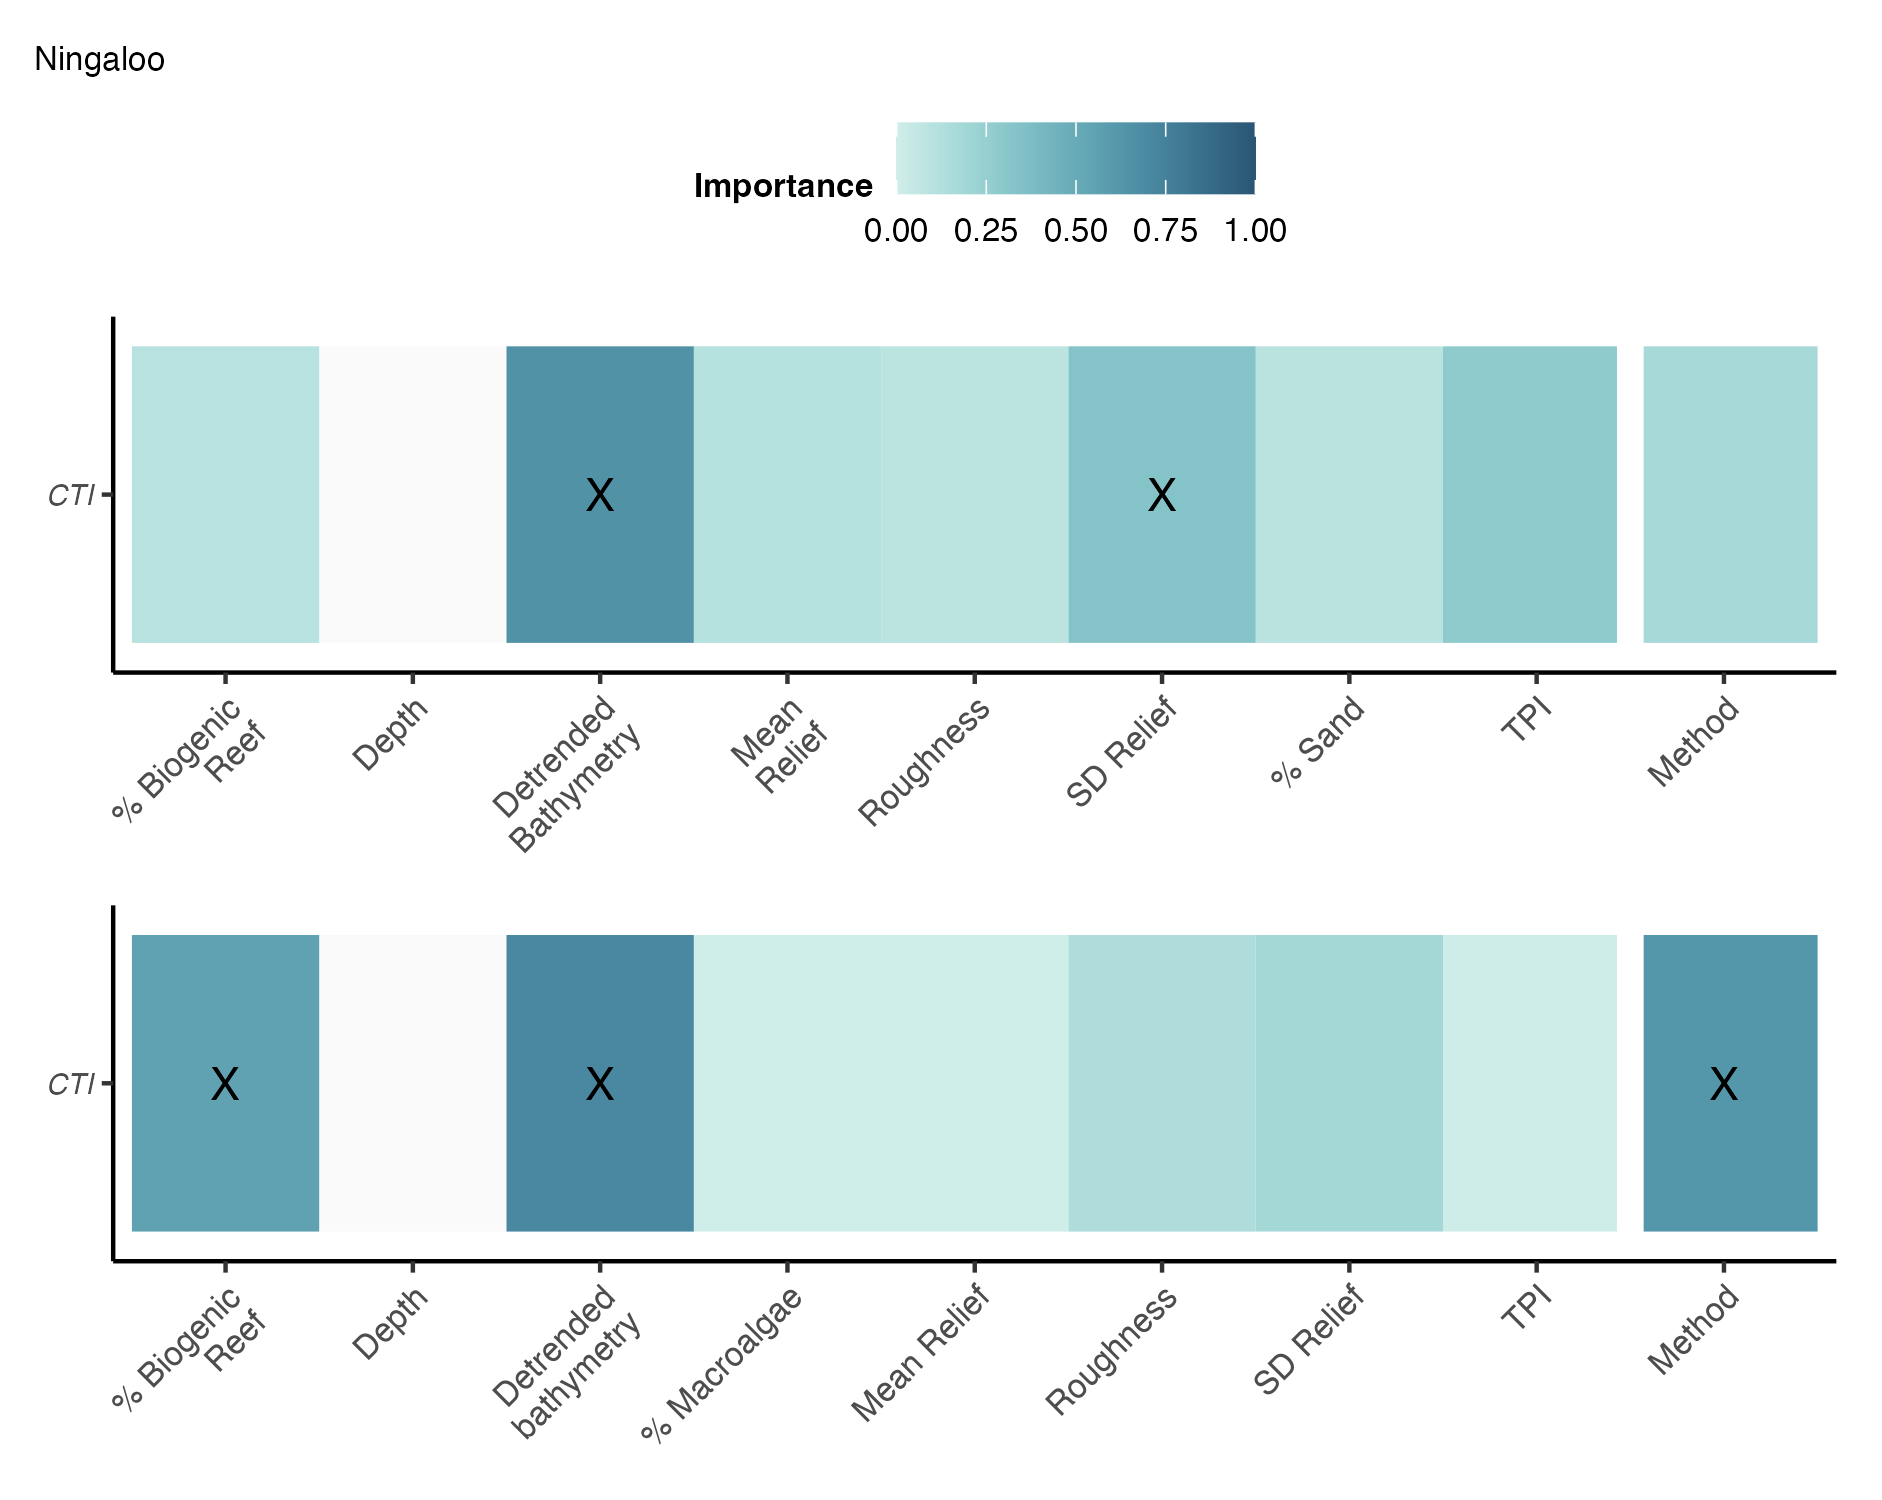 Ningaloo
Importance
0.00 0.25 0.50 0.75 1.00
CTI
X X
% Biogenic
Reef
Depth
Detrended
Bathymetry
Mean
Relief
Roughness
SD Relief
% Sand
TPI
Method
CTI
X X X
% Biogenic
Reef
Depth
Detrended
bathymetry
% Macroalgae
Mean Relief
Roughness
SD Relief
TPI
Method